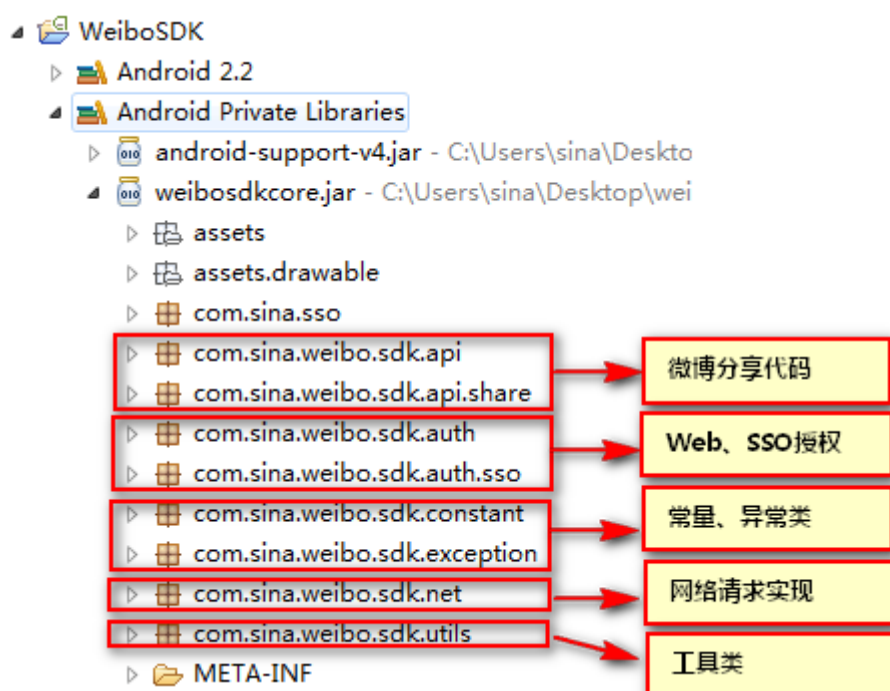 WeiboSDK
Android 2.2
Android Private Libraries
android-support-v4.jar - C:\Users\sina\Deskto
weibosdkcore.jar - C:\Users\sina\Desktop\wei
assets
assets.drawable
com.sina.sso
com.sina.weibo.sdk.api
com.sina.weibo.sdk.api.share
微博分享代码
com.sina.weibo.sdk.auth
com.sina.weibo.sdk.auth.sso
Web、SSO授权
com.sina.weibo.sdk.constant
com.sina.weibo.sdk.exception
常量、异常类
com.sina.weibo.sdk.net
网络请求实现
com.sina.weibo.sdk.utils
工具类
META-INF